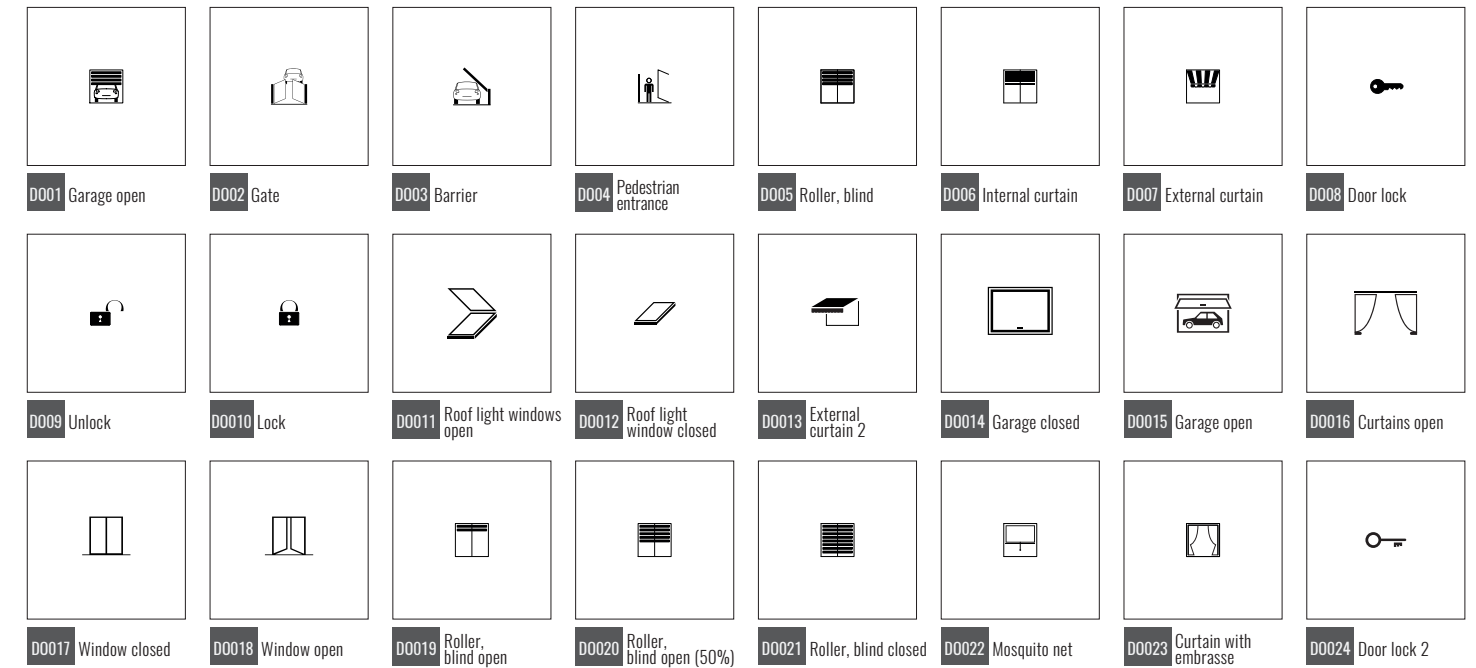 D001 Garage open
D002 Gate
D003 Barrier
D004 Pedestrian
entrance
D005 Roller, blind
D006 Internal curtain
D007 External curtain
D008 Door lock
D009 Unlock
D0010 Lock
D0011 Roof light windows
open
D0012 Roof light
window closed
D0013 External
curtain 2
D0014 Garage closed
D0015 Garage open
D0016 Curtains open
D0017 Window closed
D0018 Window open
D0019 Roller,
blind open
D0020 Roller,
blind open (50%)
D0021 Roller, blind closed
D0022 Mosquito net
D0023 Curtain with
embrasse
D0024 Door lock 2